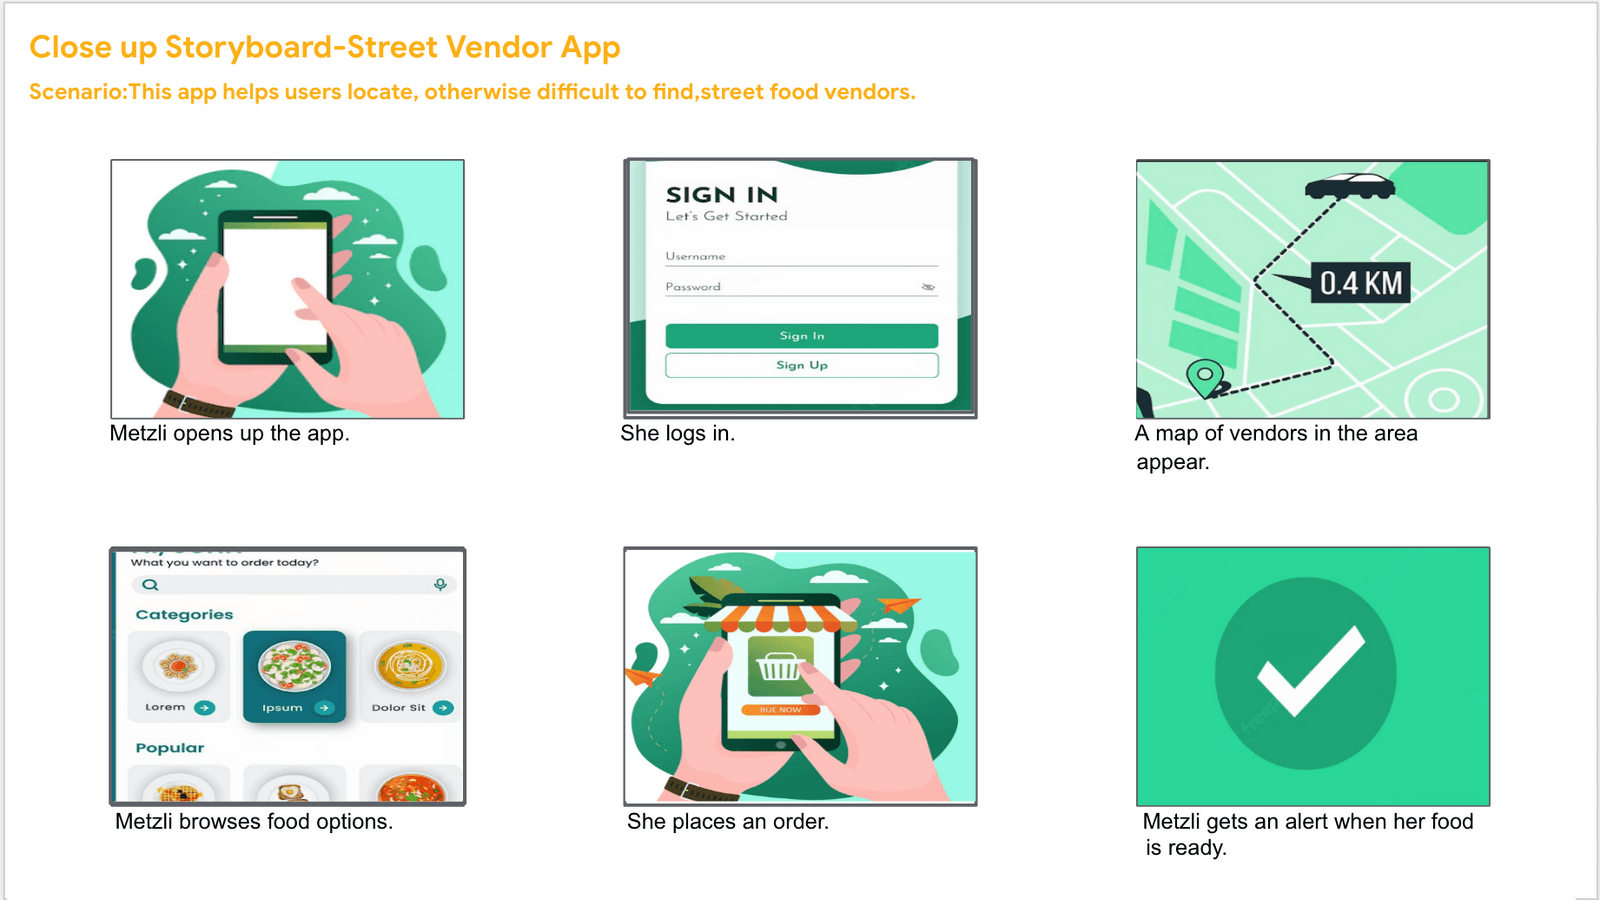 Close up Storyboard-Street Vendor App
Scenario:This app helps users locate, otherwise difficult to find,street food vendors.
SIGN IN
Let's Get Started
Username
Password
Sign In
Sign Up
0.4 KM
Metzli opens up the app.
She logs in.
A map of vendors in the area
appear.
What you want to order today?
Categories
Lorem
Ipsum
Dolor Sit
Popular
BUE NOW
Metzli browses food options.
She places an order.
Metzli gets an alert when her food
is ready.